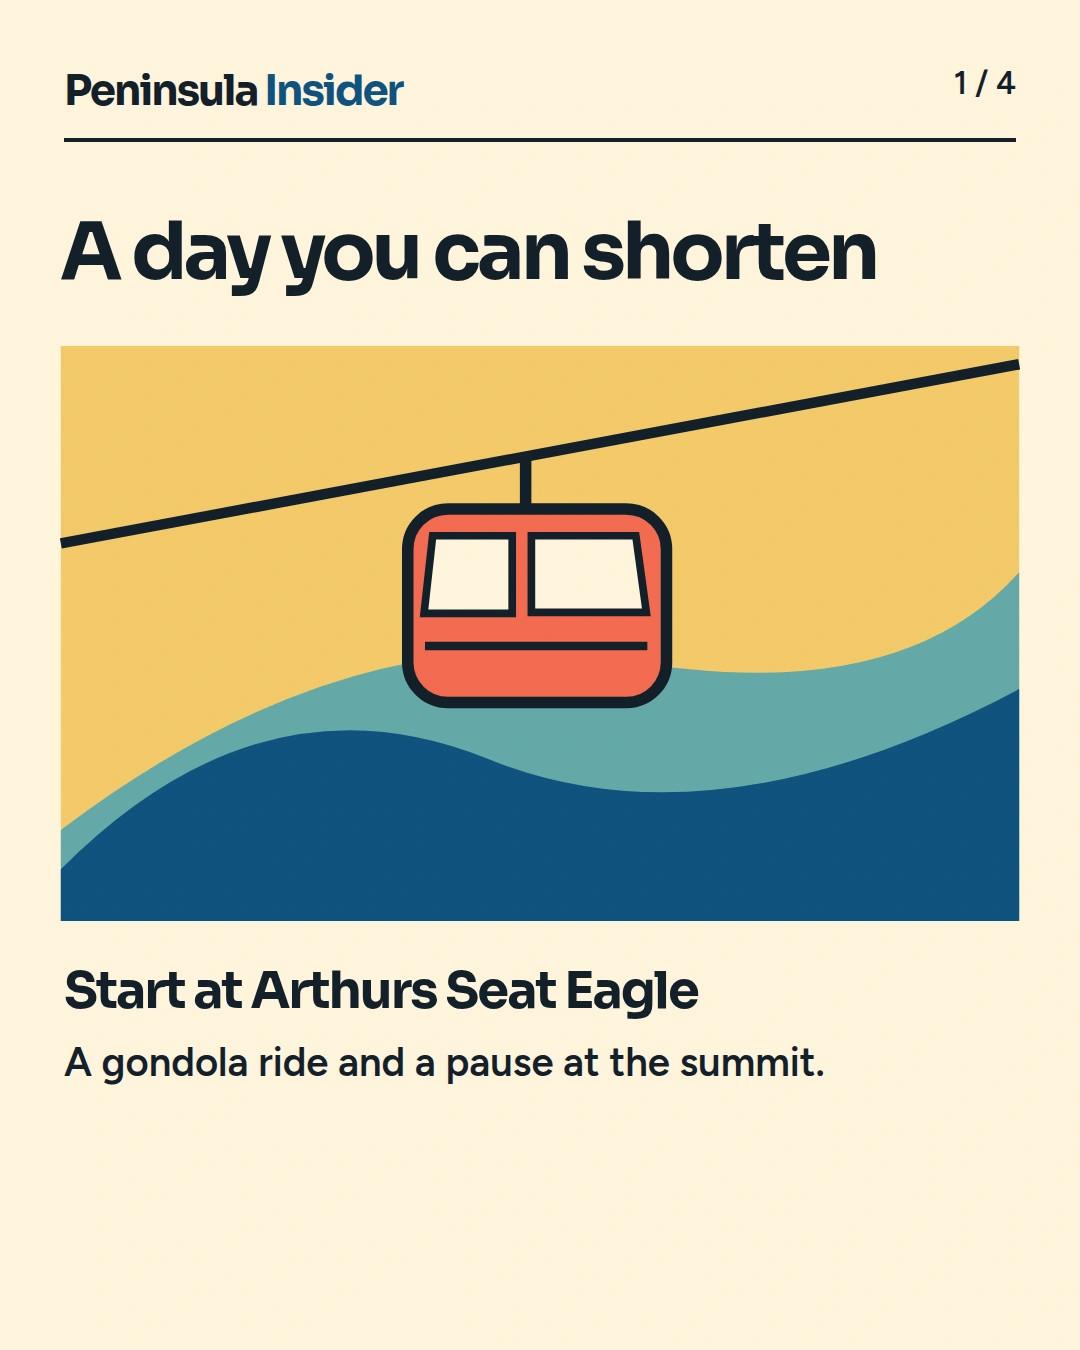 Peninsula Insider
1 / 4
A day you can shorten
Start at Arthurs Seat Eagle
A gondola ride and a pause at the summit.